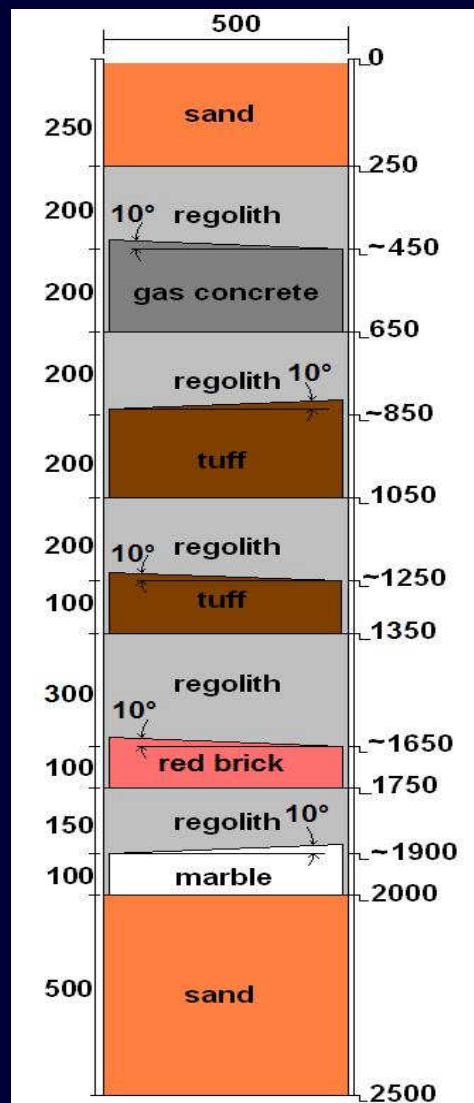 500
0
sand
250
250
200
regolith
10°
~450
200
gas concrete
650
200
regolith
10°
~850
200
tuff
1050
200
regolith
10°
~1250
100
tuff
1350
300
regolith
10°
~1650
100
red brick
1750
150
regolith
10°
~1900
100
marble
2000
500
sand
2500